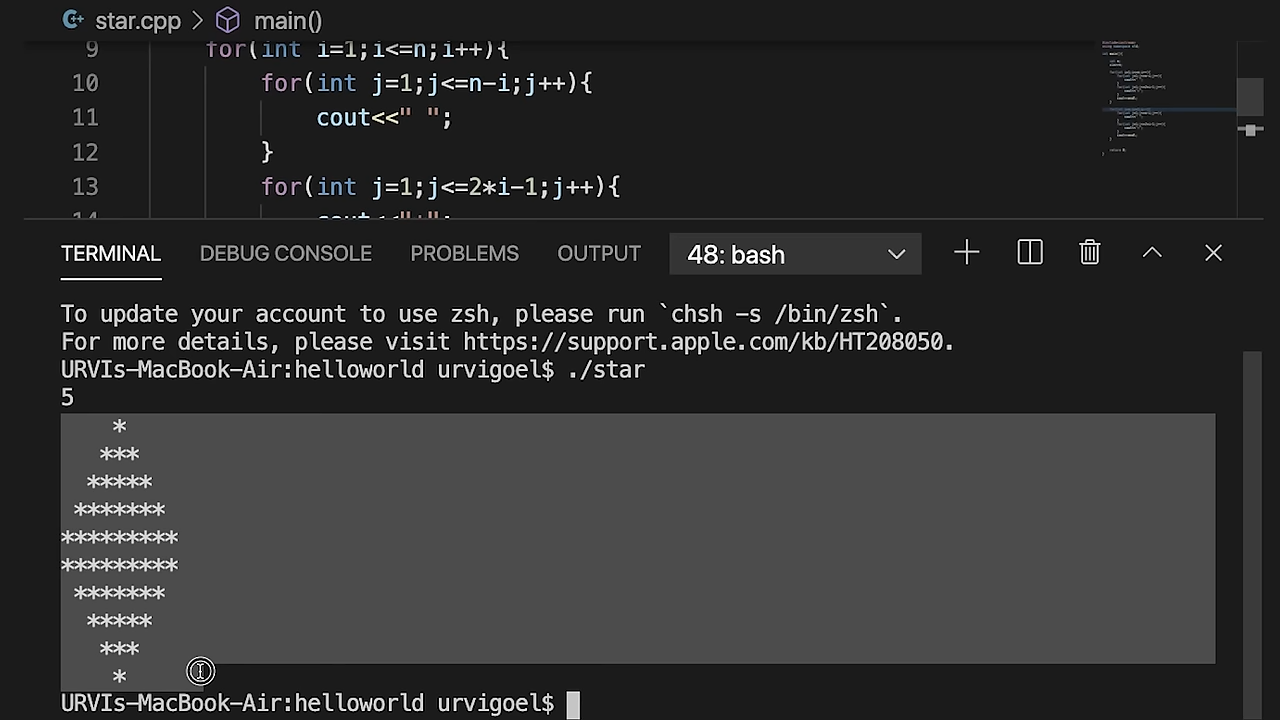 star.cpp > main()
9 for(int i=1;i<=n;i++){
10 for(int j=1;j<=n-i;j++){
11 cout<<" ";
12 }
13 for(int j=1;j<=2*i-1;j++){
14 cout<<"*";
TERMINAL DEBUG CONSOLE PROBLEMS OUTPUT 48: bash
To update your account to use zsh, please run `chsh -s /bin/zsh`.
For more details, please visit https://support.apple.com/kb/HT208050.
URVIs-MacBook-Air:helloworld urvigoel$ ./star
5
    *
   ***
  *****
 *******
*********
*********
 *******
  *****
   ***
    *
URVIs-MacBook-Air:helloworld urvigoel$